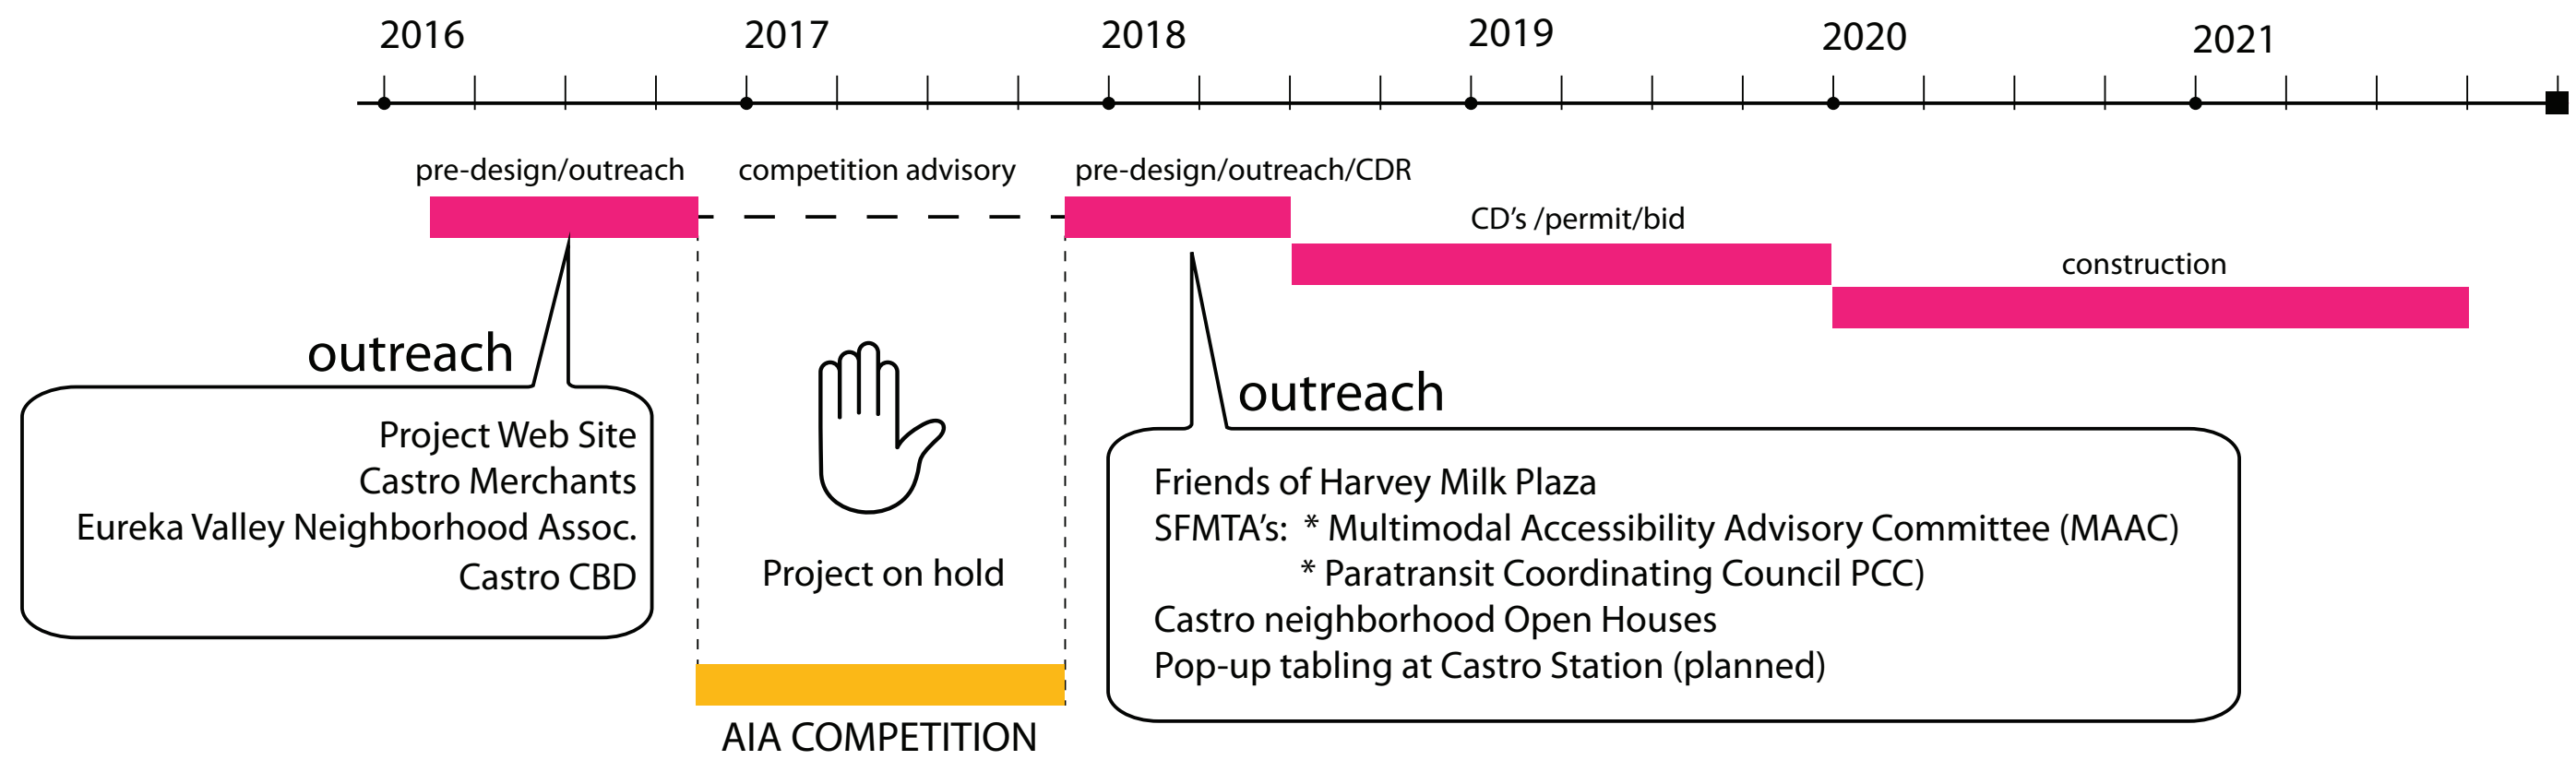 2016
2017
2018
2019
2020
2021
pre-design/outreach
competition advisory
pre-design/outreach/CDR
CD's /permit/bid
construction
outreach
Project Web Site
Castro Merchants
Eureka Valley Neighborhood Assoc.
Castro CBD
Project on hold
AIA COMPETITION
outreach
Friends of Harvey Milk Plaza
SFMTA's: * Multimodal Accessibility Advisory Committee (MAAC)
* Paratransit Coordinating Council PCC)
Castro neighborhood Open Houses
Pop-up tabling at Castro Station (planned)